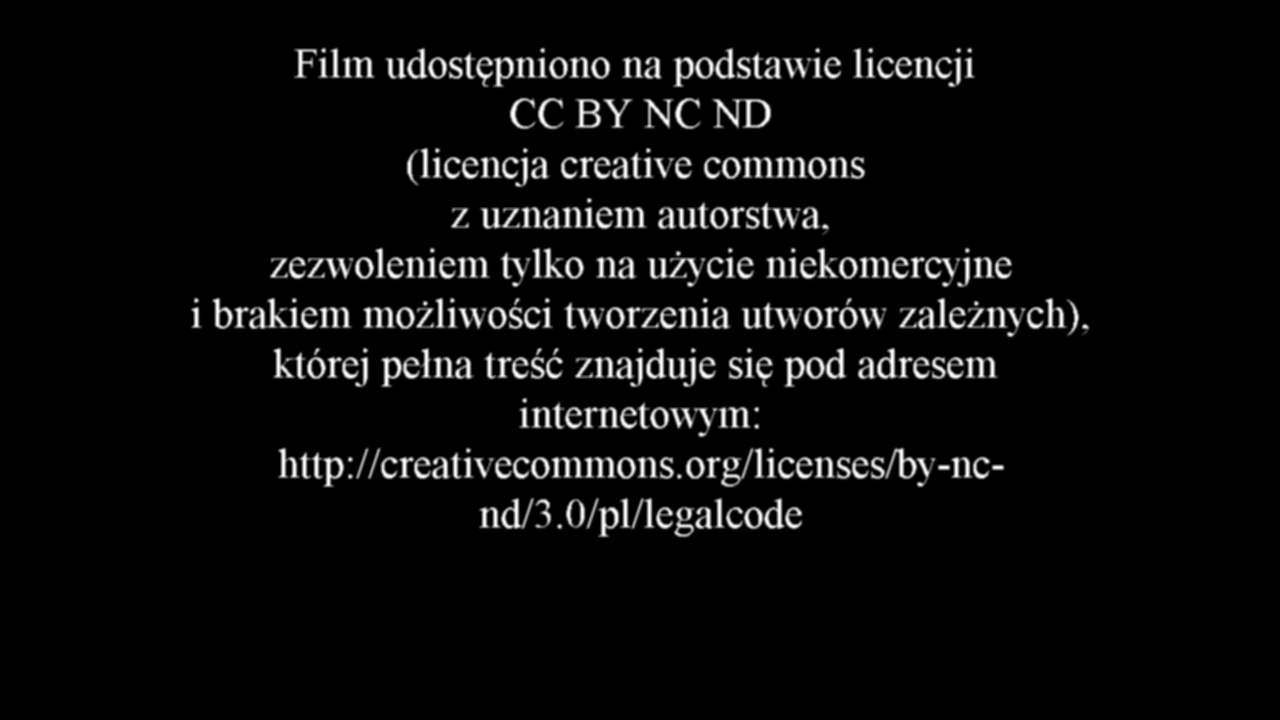 Film udostępniono na podstawie licencji
CC BY NC ND
(licencja creative commons
z uznaniem autorstwa,
zezwoleniem tylko na użycie niekomercyjne
i brakiem możliwości tworzenia utworów zależnych),
której pełna treść znajduje się pod adresem
internetowym:
http://creativecommons.org/licenses/by-nc-
nd/3.0/pl/legalcode